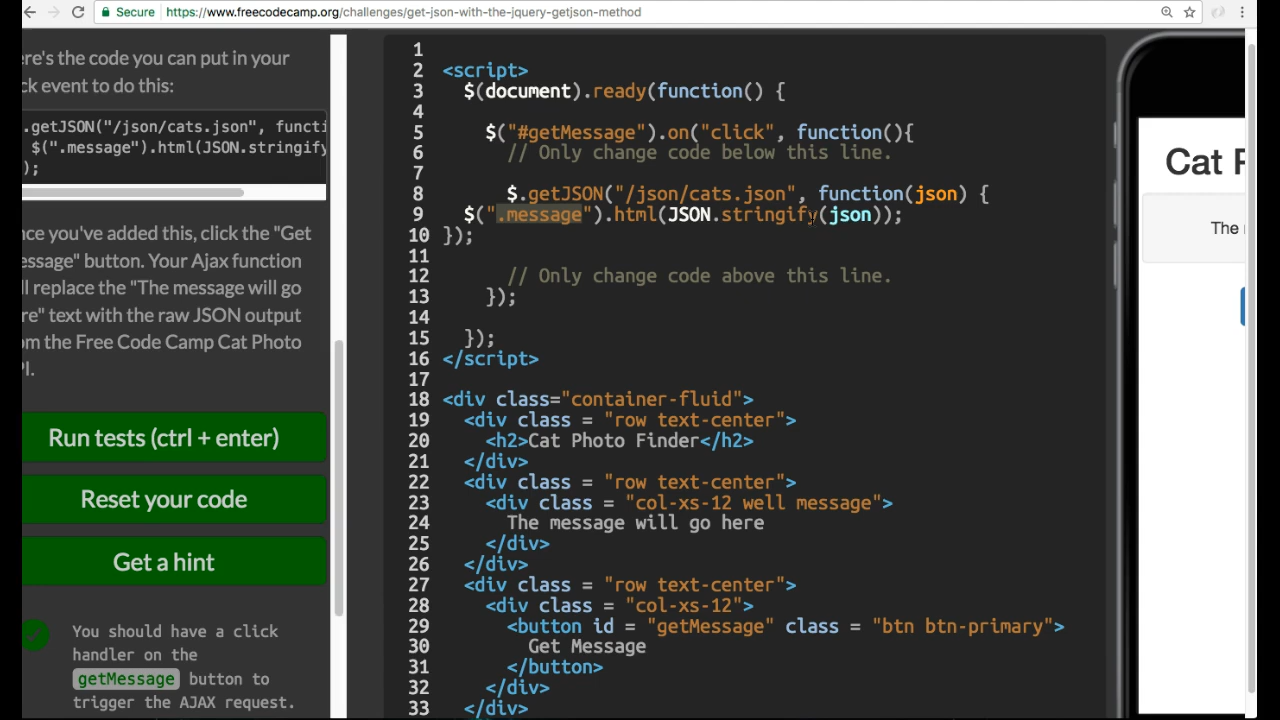 Secure https://www.freecodecamp.org/challenges/get-json-with-the-jquery-getjson-method
re's the code you can put in your
ck event to do this:
.getJSON("/json/cats.json", functi
$(".message").html(JSON.stringify
);
nce you've added this, click the "Get
essage" button. Your Ajax function
ll replace the "The message will go
re" text with the raw JSON output
om the Free Code Camp Cat Photo
PI.
Run tests (ctrl + enter)
Reset your code
Get a hint
You should have a click
handler on the
getMessage button to
trigger the AJAX request.
1
2 <script>
3 $(document).ready(function() {
4
5 $("#getMessage").on("click", function(){
6 // Only change code below this line.
7
8 $.getJSON("/json/cats.json", function(json) {
9 $(".message").html(JSON.stringify(json));
10 });
11
12 // Only change code above this line.
13 });
14
15 });
16 </script>
17
18 <div class="container-fluid">
19 <div class = "row text-center">
20 <h2>Cat Photo Finder</h2>
21 </div>
22 <div class = "row text-center">
23 <div class = "col-xs-12 well message">
24 The message will go here
25 </div>
26 </div>
27 <div class = "row text-center">
28 <div class = "col-xs-12">
29 <button id = "getMessage" class = "btn btn-primary">
30 Get Message
31 </button>
32 </div>
33 </div>
Cat P
The